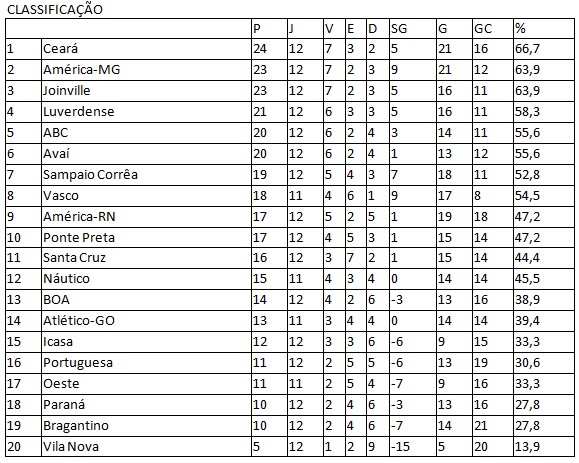 CLASSIFICAÇÃO
P J V E D SG G GC %
1 Ceará 24 12 7 3 2 5 21 16 66,7
2 América-MG 23 12 7 2 3 9 21 12 63,9
3 Joinville 23 12 7 2 3 5 16 11 63,9
4 Luverdense 21 12 6 3 3 5 16 11 58,3
5 ABC 20 12 6 2 4 3 14 11 55,6
6 Avaí 20 12 6 2 4 1 13 12 55,6
7 Sampaio Corrêa 19 12 5 4 3 7 18 11 52,8
8 Vasco 18 11 4 6 1 9 17 8 54,5
9 América-RN 17 12 5 2 5 1 19 18 47,2
10 Ponte Preta 17 12 4 5 3 1 15 14 47,2
11 Santa Cruz 16 12 3 7 2 1 15 14 44,4
12 Náutico 15 11 4 3 4 0 14 14 45,5
13 BOA 14 12 4 2 6 -3 13 16 38,9
14 Atlético-GO 13 11 3 4 4 0 14 14 39,4
15 Icasa 12 12 3 3 6 -6 9 15 33,3
16 Portuguesa 11 12 2 5 5 -6 13 19 30,6
17 Oeste 11 11 2 5 4 -7 9 16 33,3
18 Paraná 10 12 2 4 6 -3 13 16 27,8
19 Bragantino 10 12 2 4 6 -7 14 21 27,8
20 Vila Nova 5 12 1 2 9 -15 5 20 13,9